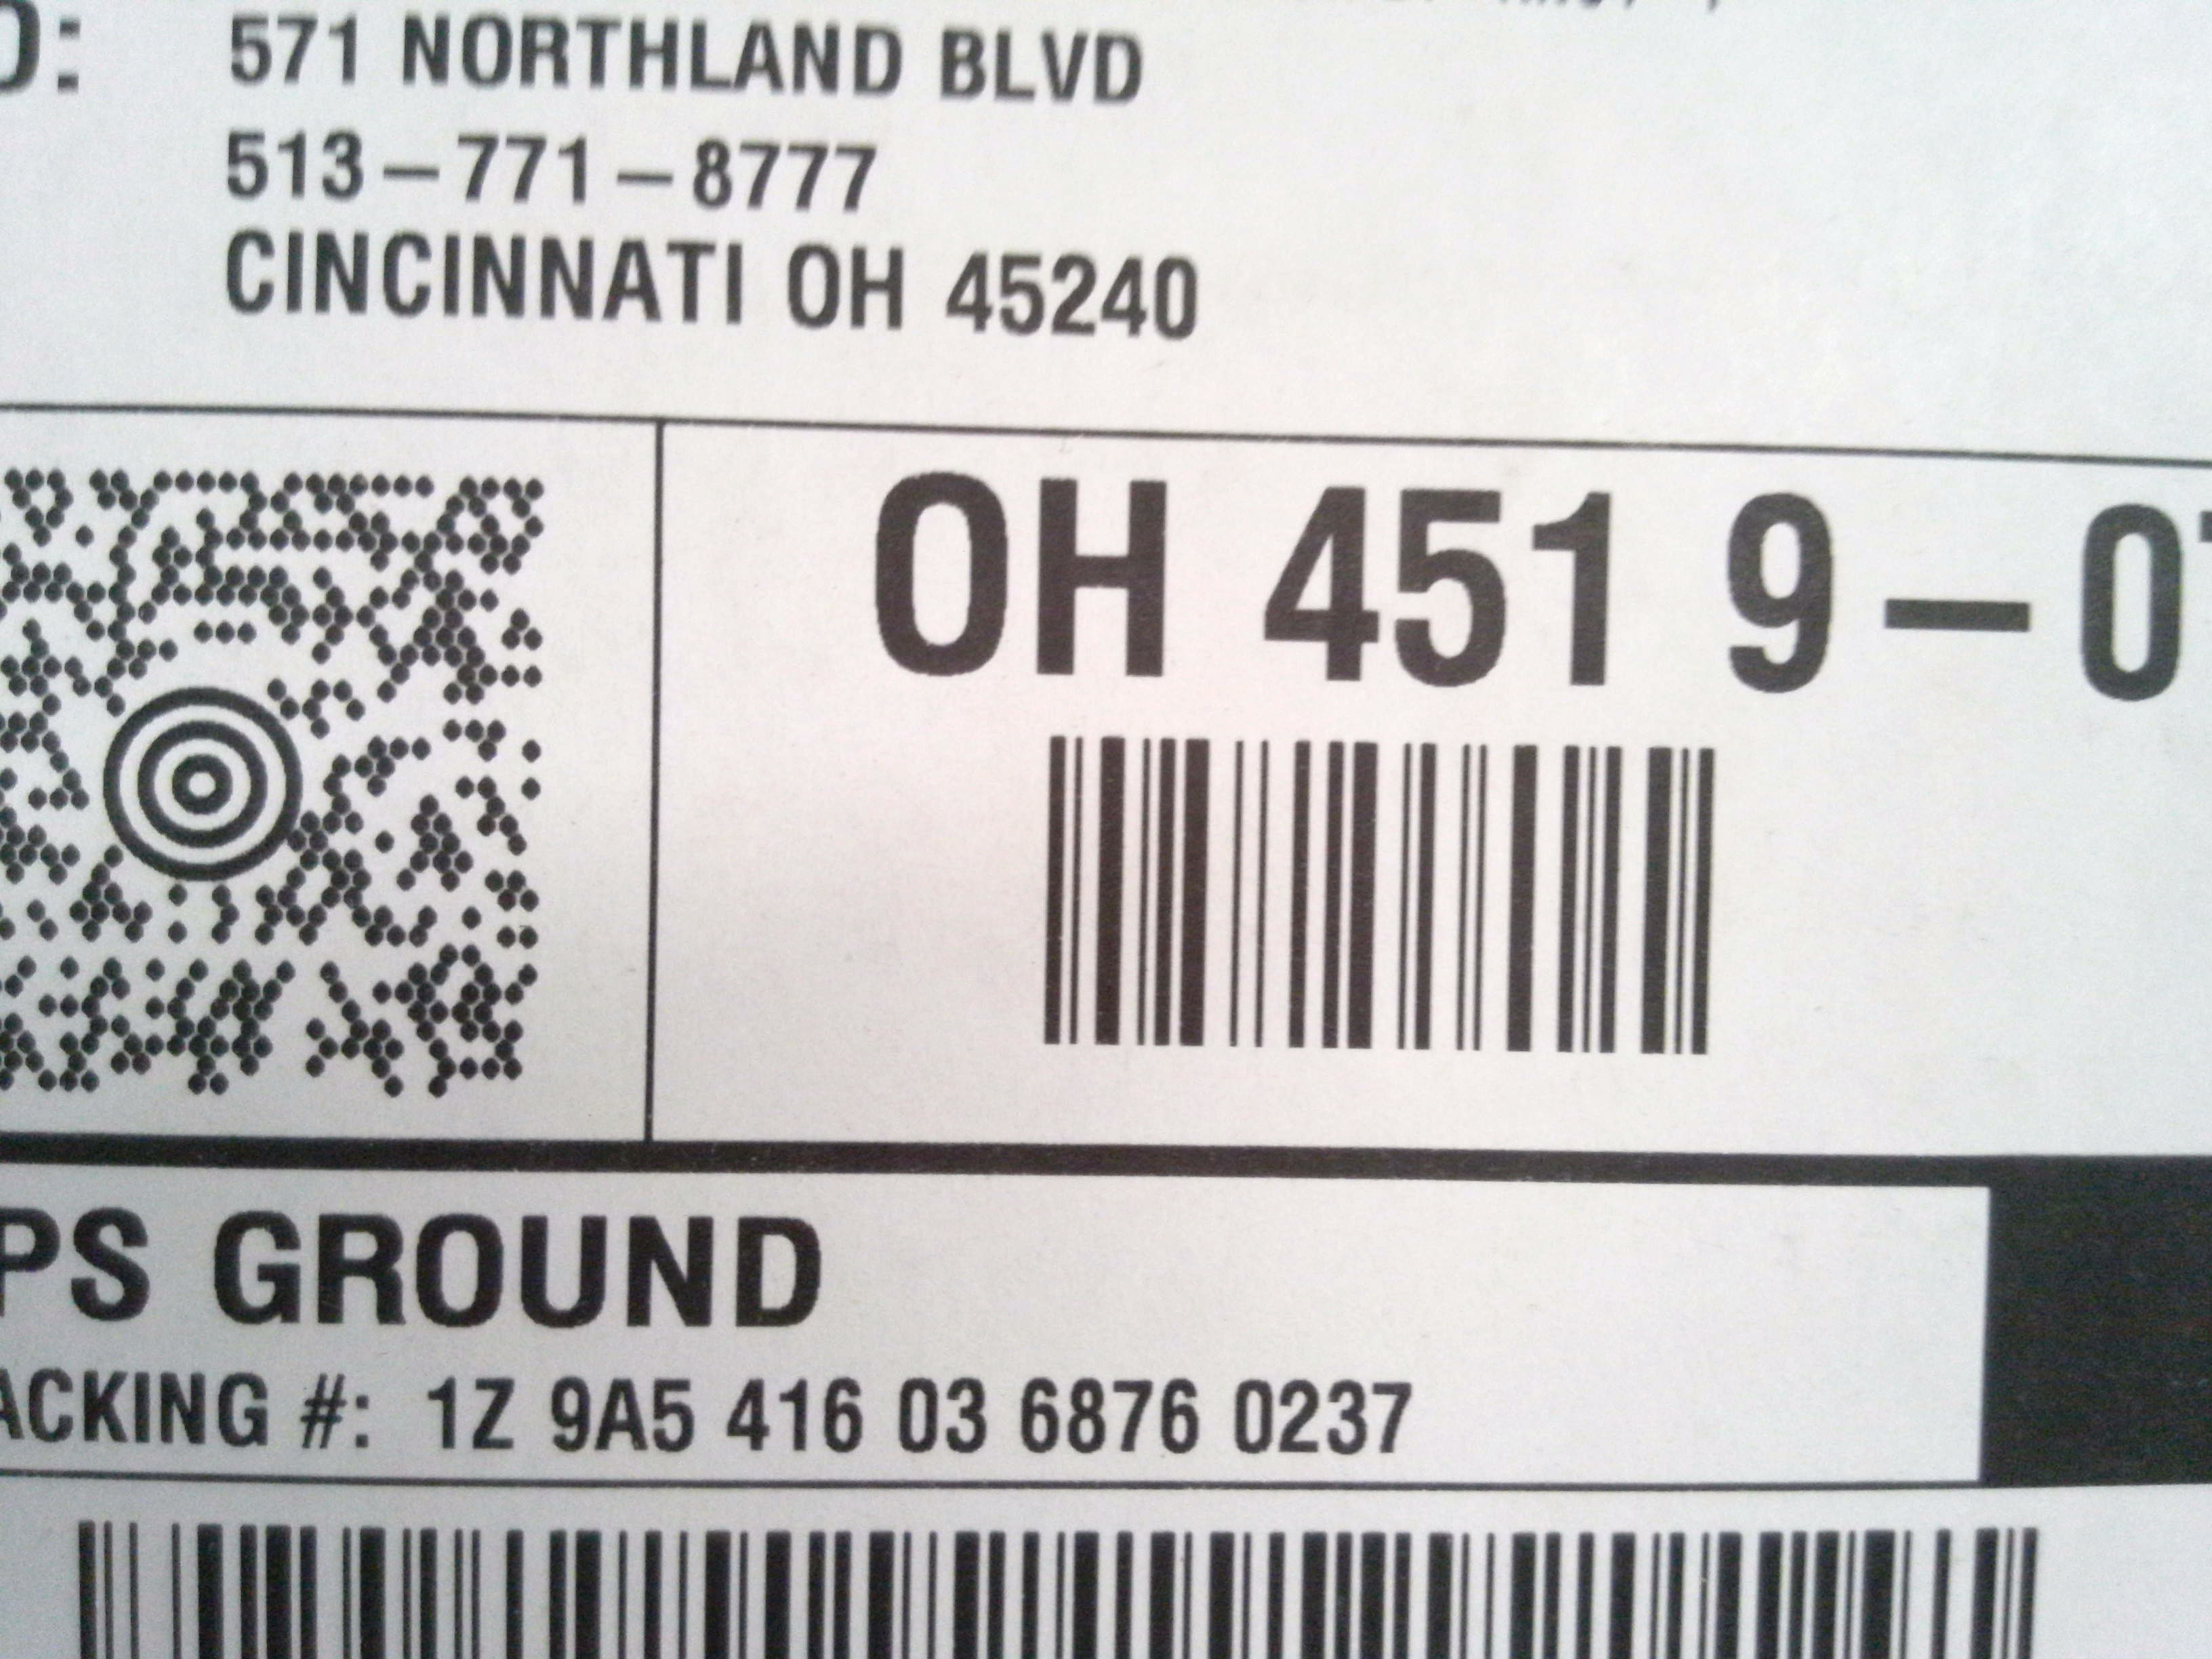 571 NORTHLAND BLVD
513-771-8777
CINCINNATI OH 45240
OH 451 9-0
PS GROUND
ACKING #: 1Z 9A5 416 03 6876 0237